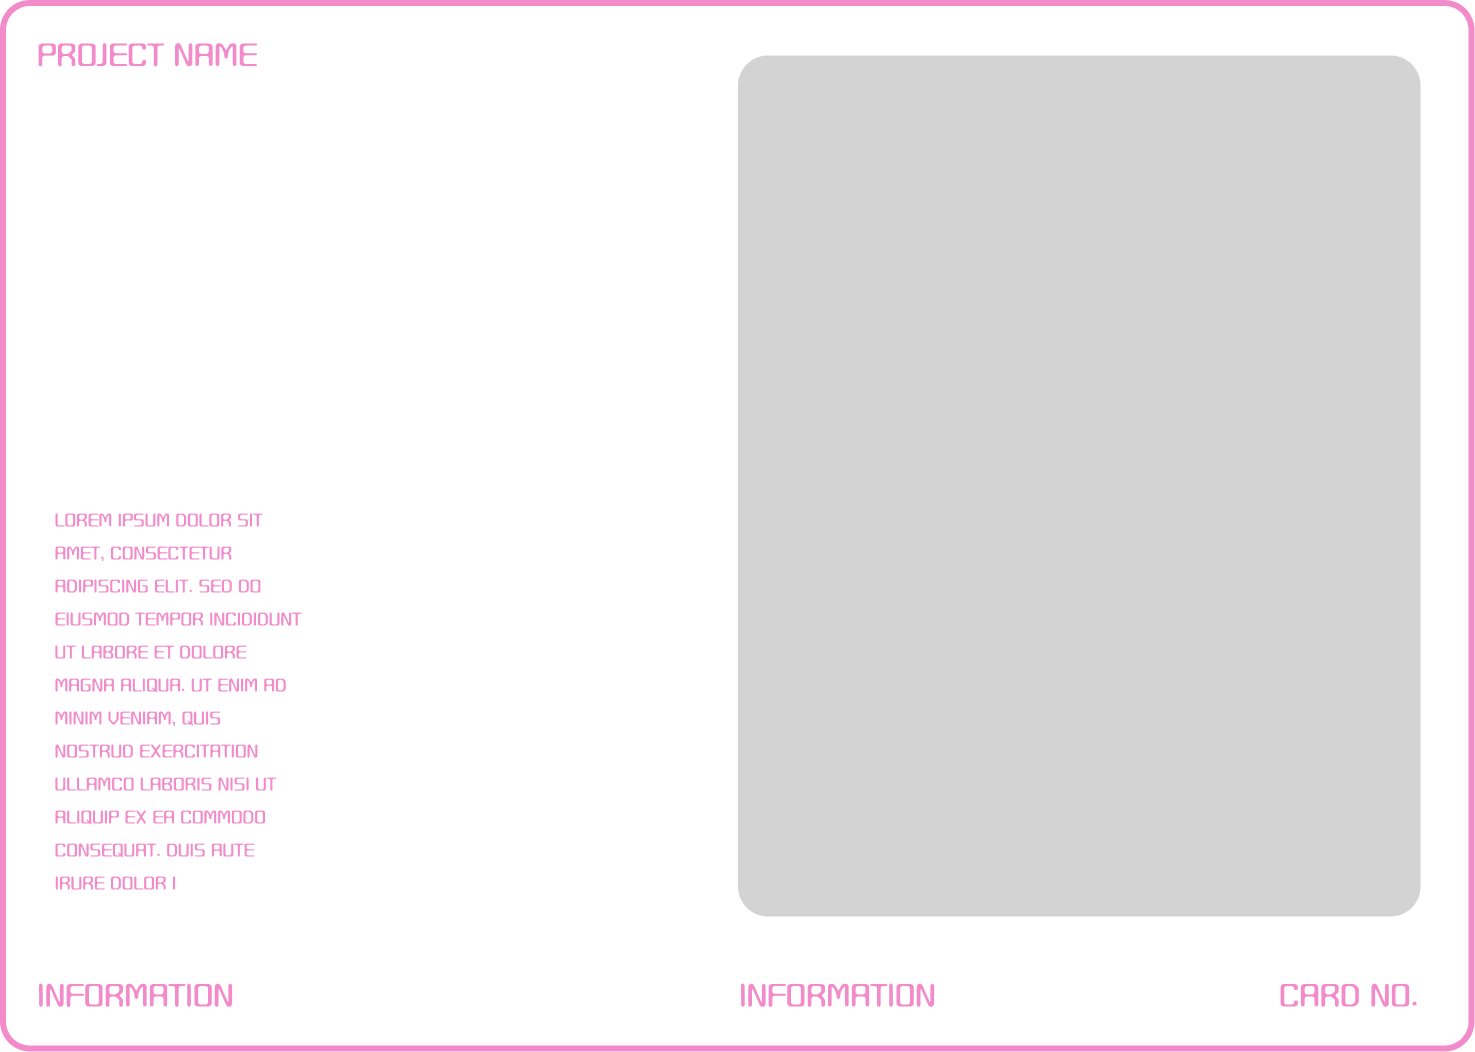 PROJECT NAME
LOREM IPSUM DOLOR SIT
AMET, CONSECTETUR
ADIPISCING ELIT. SED DO
EIUSMOD TEMPOR INCIDIDUNT
UT LABORE ET DOLORE
MAGNA ALIQUA. UT ENIM AD
MINIM VENIAM, QUIS
NOSTRUD EXERCITATION
ULLAMCO LABORIS NISI UT
ALIQUIP EX EA COMMODO
CONSEQUAT. DUIS AUTE
IRURE DOLOR I
INFORMATION
INFORMATION
CARD NO.